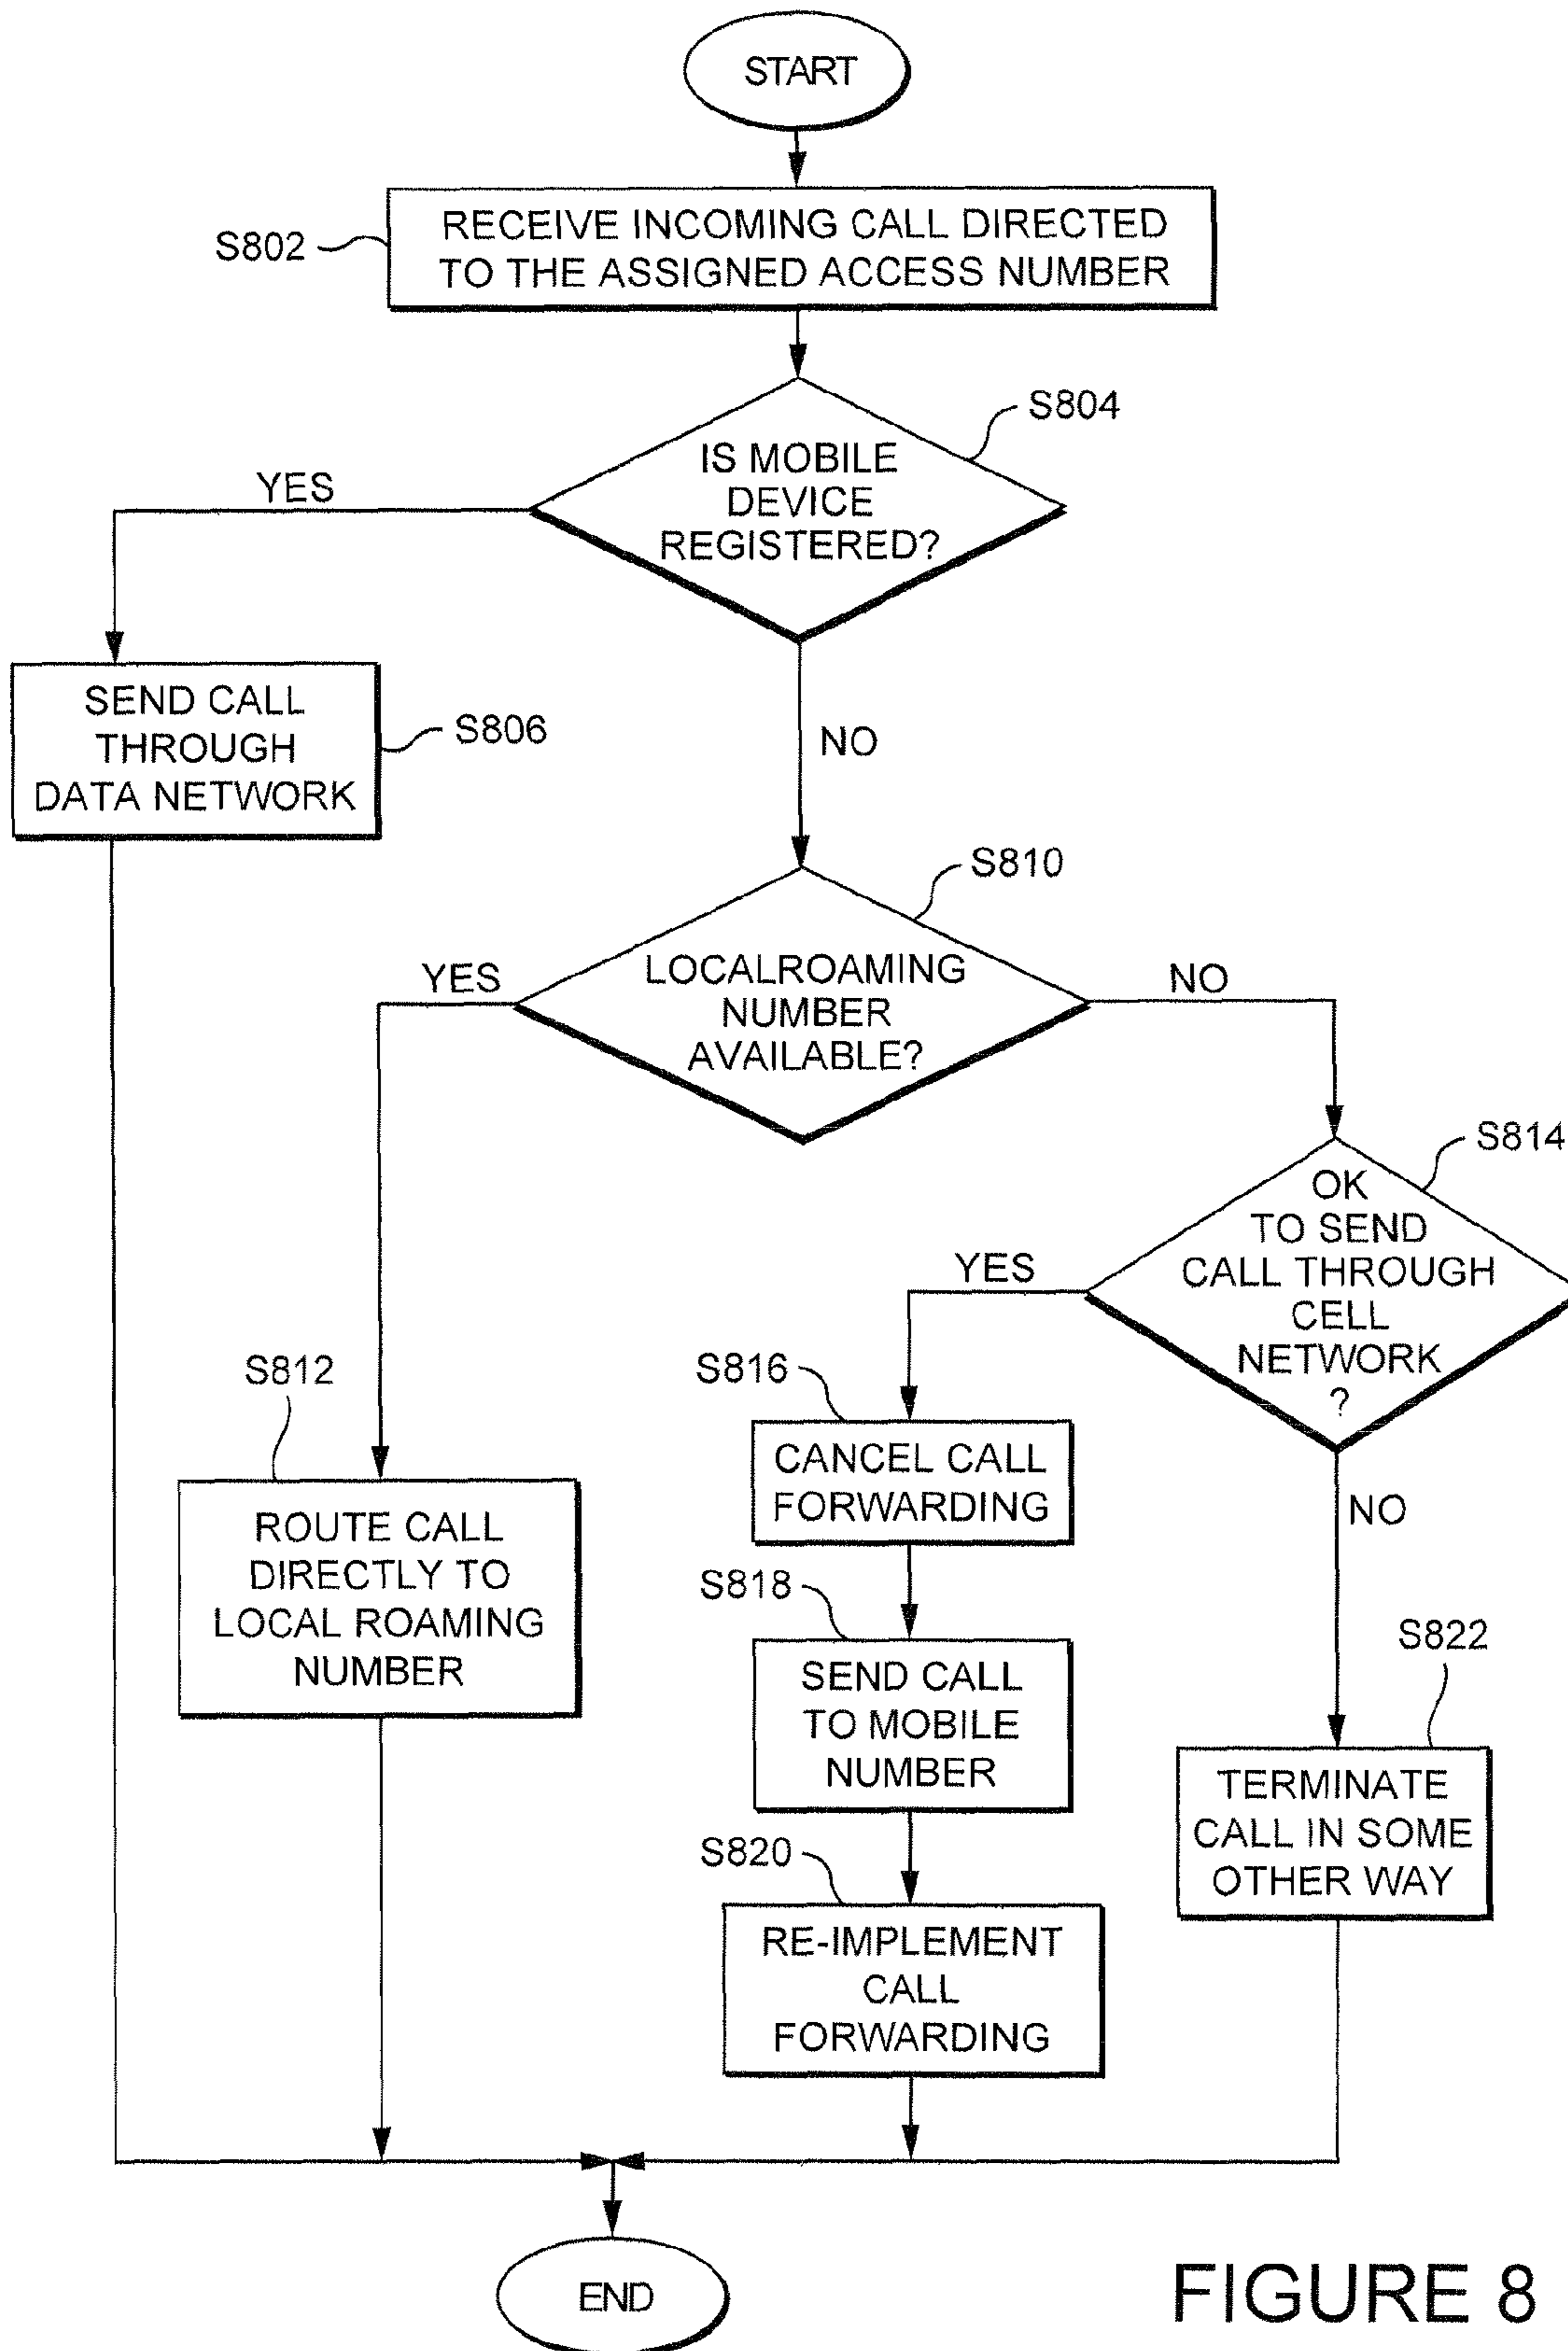 START
S802
RECEIVE INCOMING CALL DIRECTED
TO THE ASSIGNED ACCESS NUMBER
S804
IS MOBILE
DEVICE
REGISTERED?
YES
SEND CALL
THROUGH
DATA NETWORK
S806
NO
S810
LOCALROAMING
NUMBER
AVAILABLE?
YES
NO
S814
OK
TO SEND
CALL THROUGH
CELL
NETWORK
?
YES
S812
ROUTE CALL
DIRECTLY TO
LOCAL ROAMING
NUMBER
S816
CANCEL CALL
FORWARDING
NO
S818
SEND CALL
TO MOBILE
NUMBER
S822
TERMINATE
CALL IN SOME
OTHER WAY
S820
RE-IMPLEMENT
CALL
FORWARDING
END
FIGURE 8